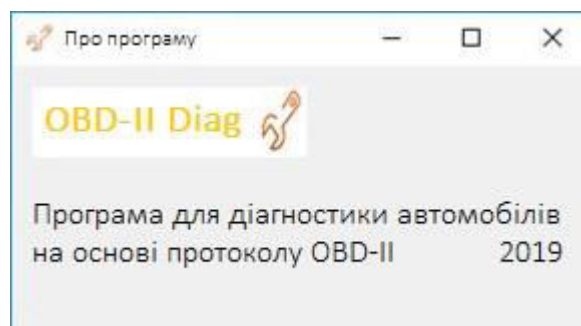 Про програму
OBD-II Diag
Програма для діагностики автомобілів
на основі протоколу OBD-II 2019